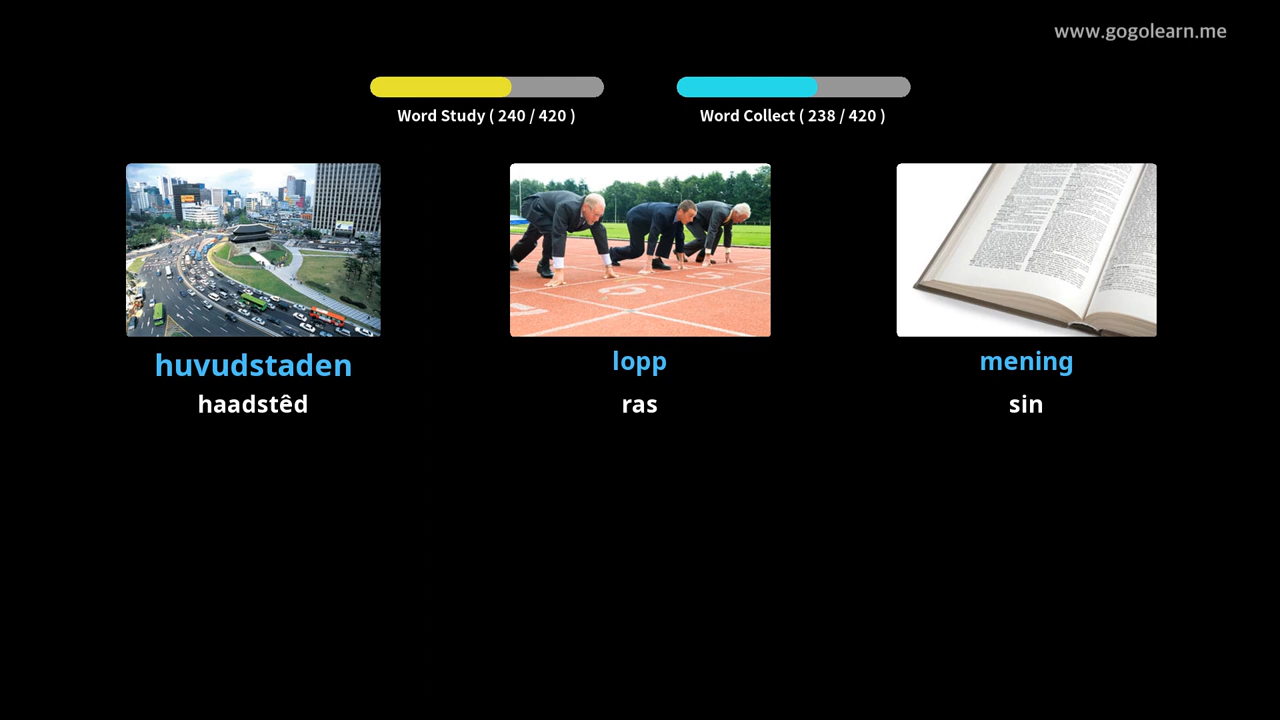 www.gogolearn.me
Word Study ( 240 / 420 )
Word Collect ( 238 / 420 )
huvudstaden
lopp
mening
haadstêd
ras
sin